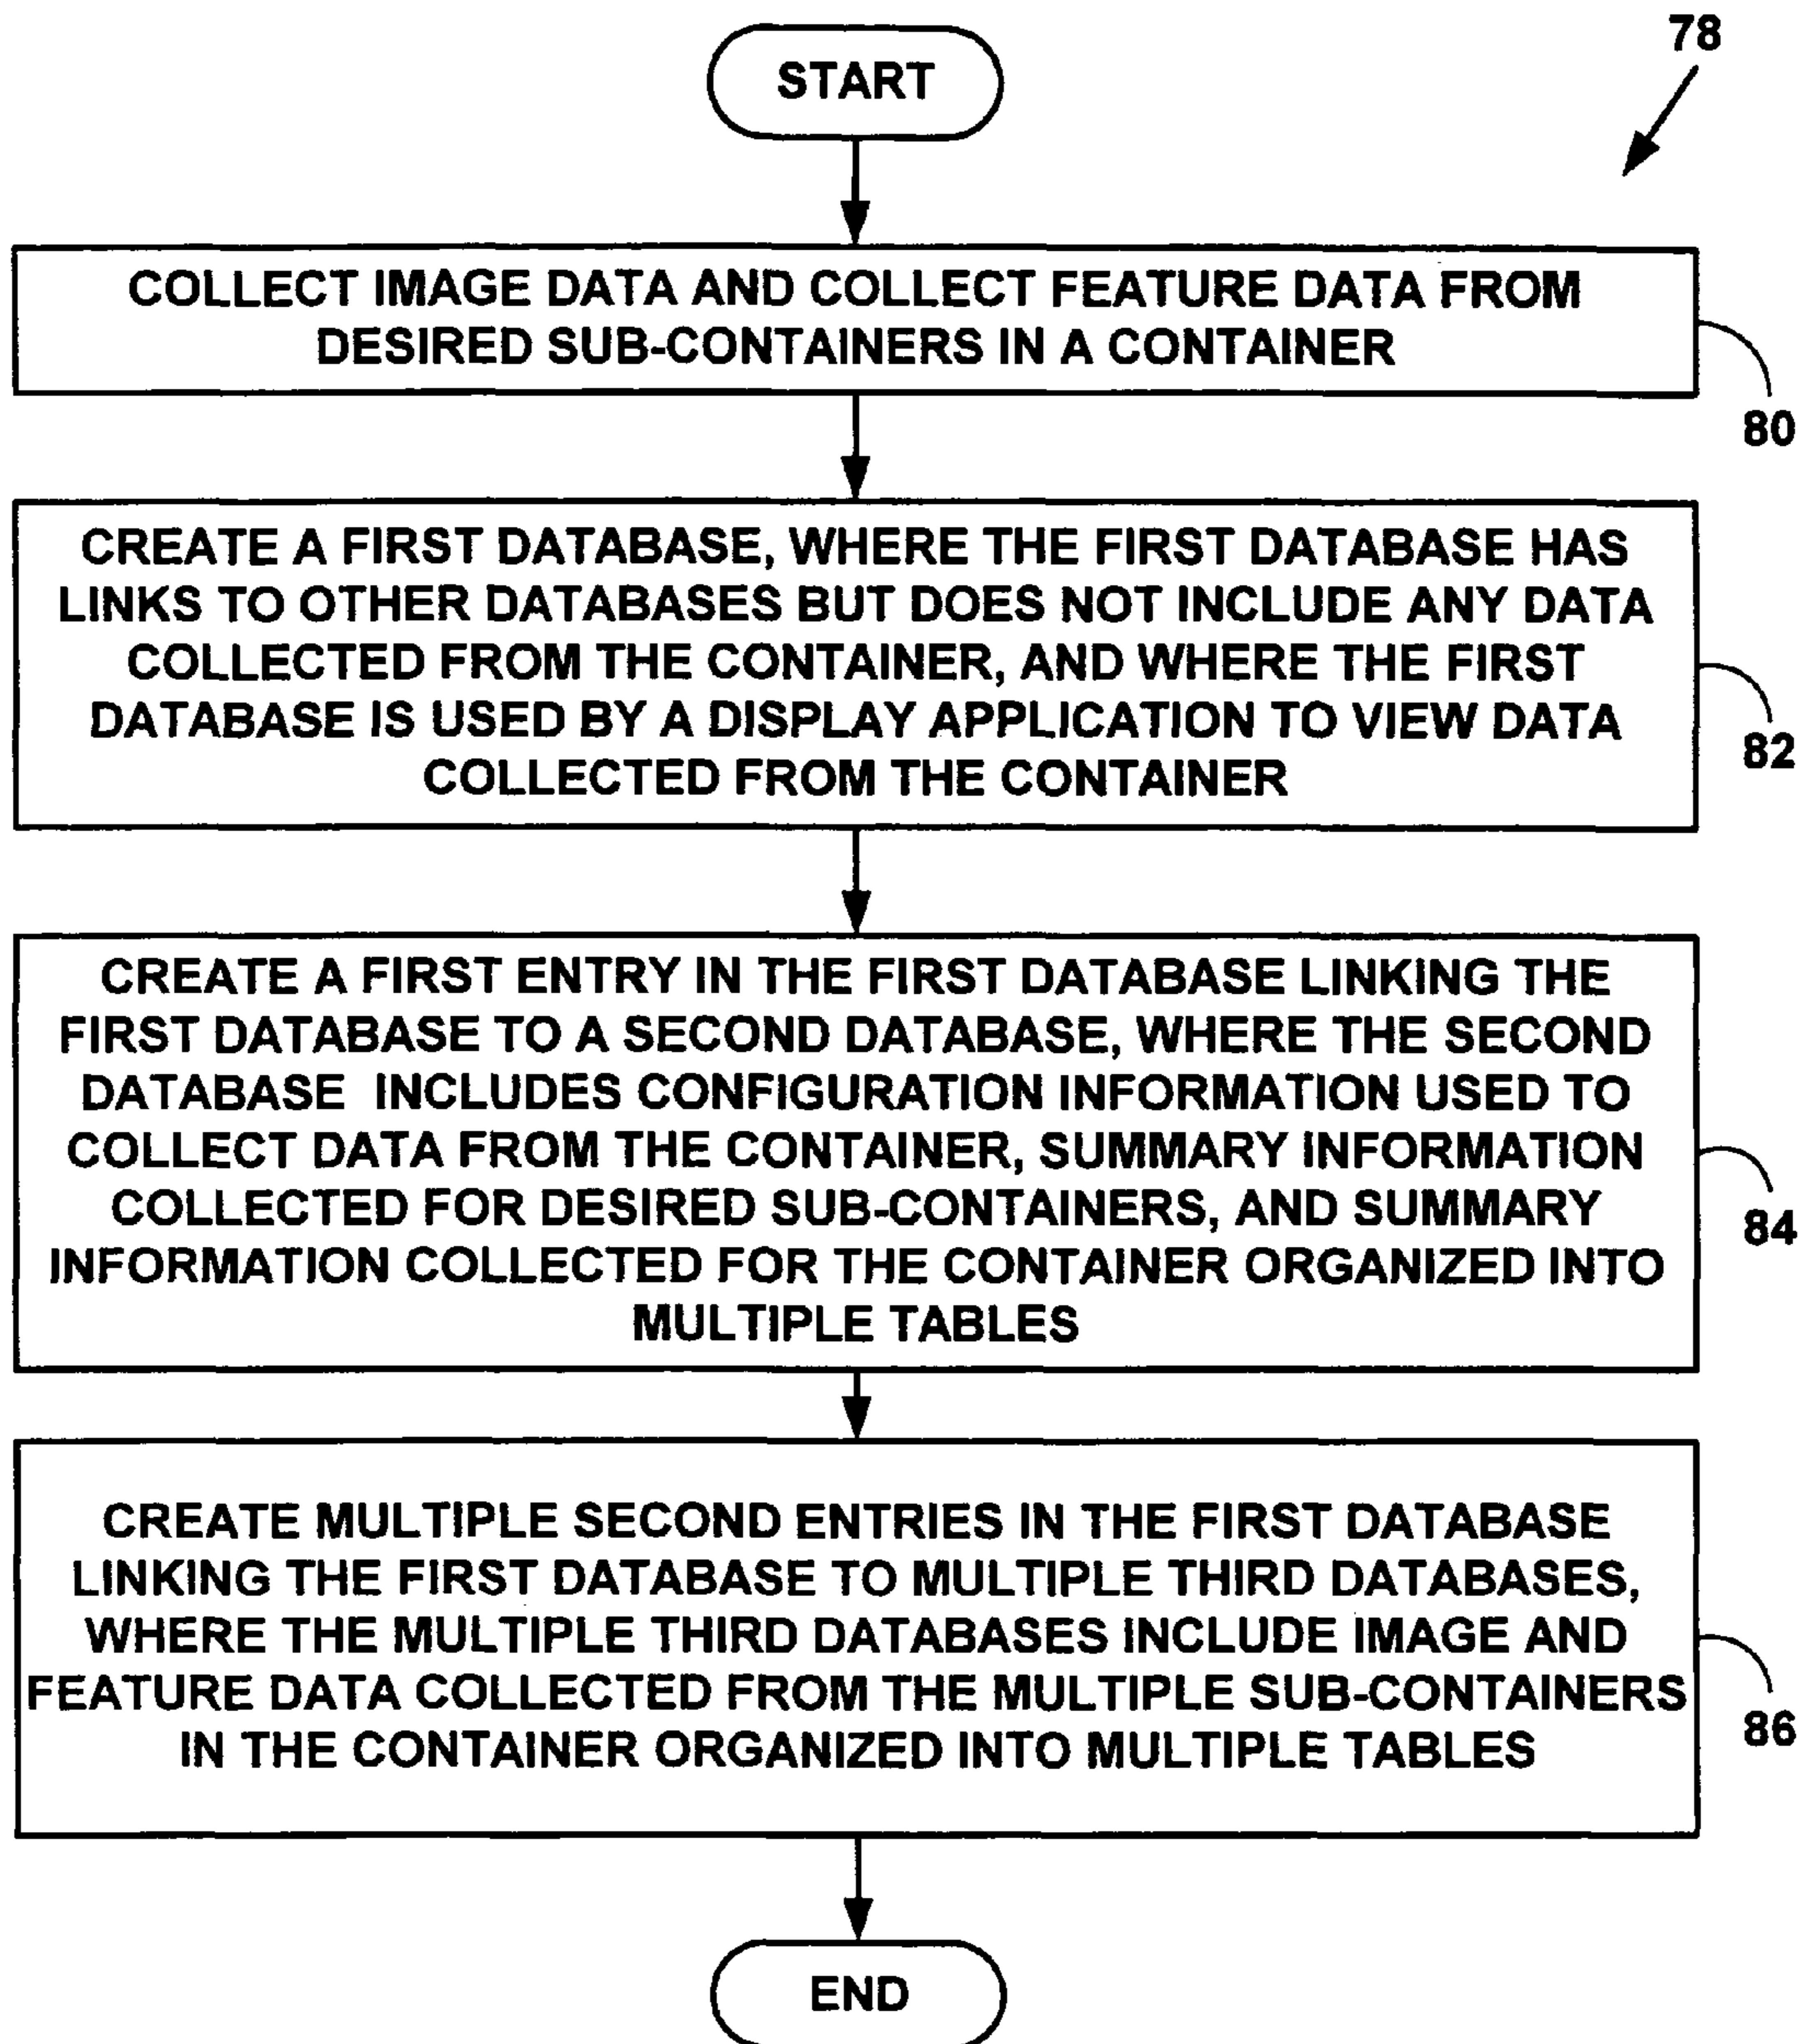 78
START
COLLECT IMAGE DATA AND COLLECT FEATURE DATA FROM
DESIRED SUB-CONTAINERS IN A CONTAINER
80
CREATE A FIRST DATABASE, WHERE THE FIRST DATABASE HAS
LINKS TO OTHER DATABASES BUT DOES NOT INCLUDE ANY DATA
COLLECTED FROM THE CONTAINER, AND WHERE THE FIRST
DATABASE IS USED BY A DISPLAY APPLICATION TO VIEW DATA
COLLECTED FROM THE CONTAINER
82
CREATE A FIRST ENTRY IN THE FIRST DATABASE LINKING THE
FIRST DATABASE TO A SECOND DATABASE, WHERE THE SECOND
DATABASE INCLUDES CONFIGURATION INFORMATION USED TO
COLLECT DATA FROM THE CONTAINER, SUMMARY INFORMATION
COLLECTED FOR DESIRED SUB-CONTAINERS, AND SUMMARY
INFORMATION COLLECTED FOR THE CONTAINER ORGANIZED INTO
MULTIPLE TABLES
84
CREATE MULTIPLE SECOND ENTRIES IN THE FIRST DATABASE
LINKING THE FIRST DATABASE TO MULTIPLE THIRD DATABASES,
WHERE THE MULTIPLE THIRD DATABASES INCLUDE IMAGE AND
FEATURE DATA COLLECTED FROM THE MULTIPLE SUB-CONTAINERS
IN THE CONTAINER ORGANIZED INTO MULTIPLE TABLES
86
END